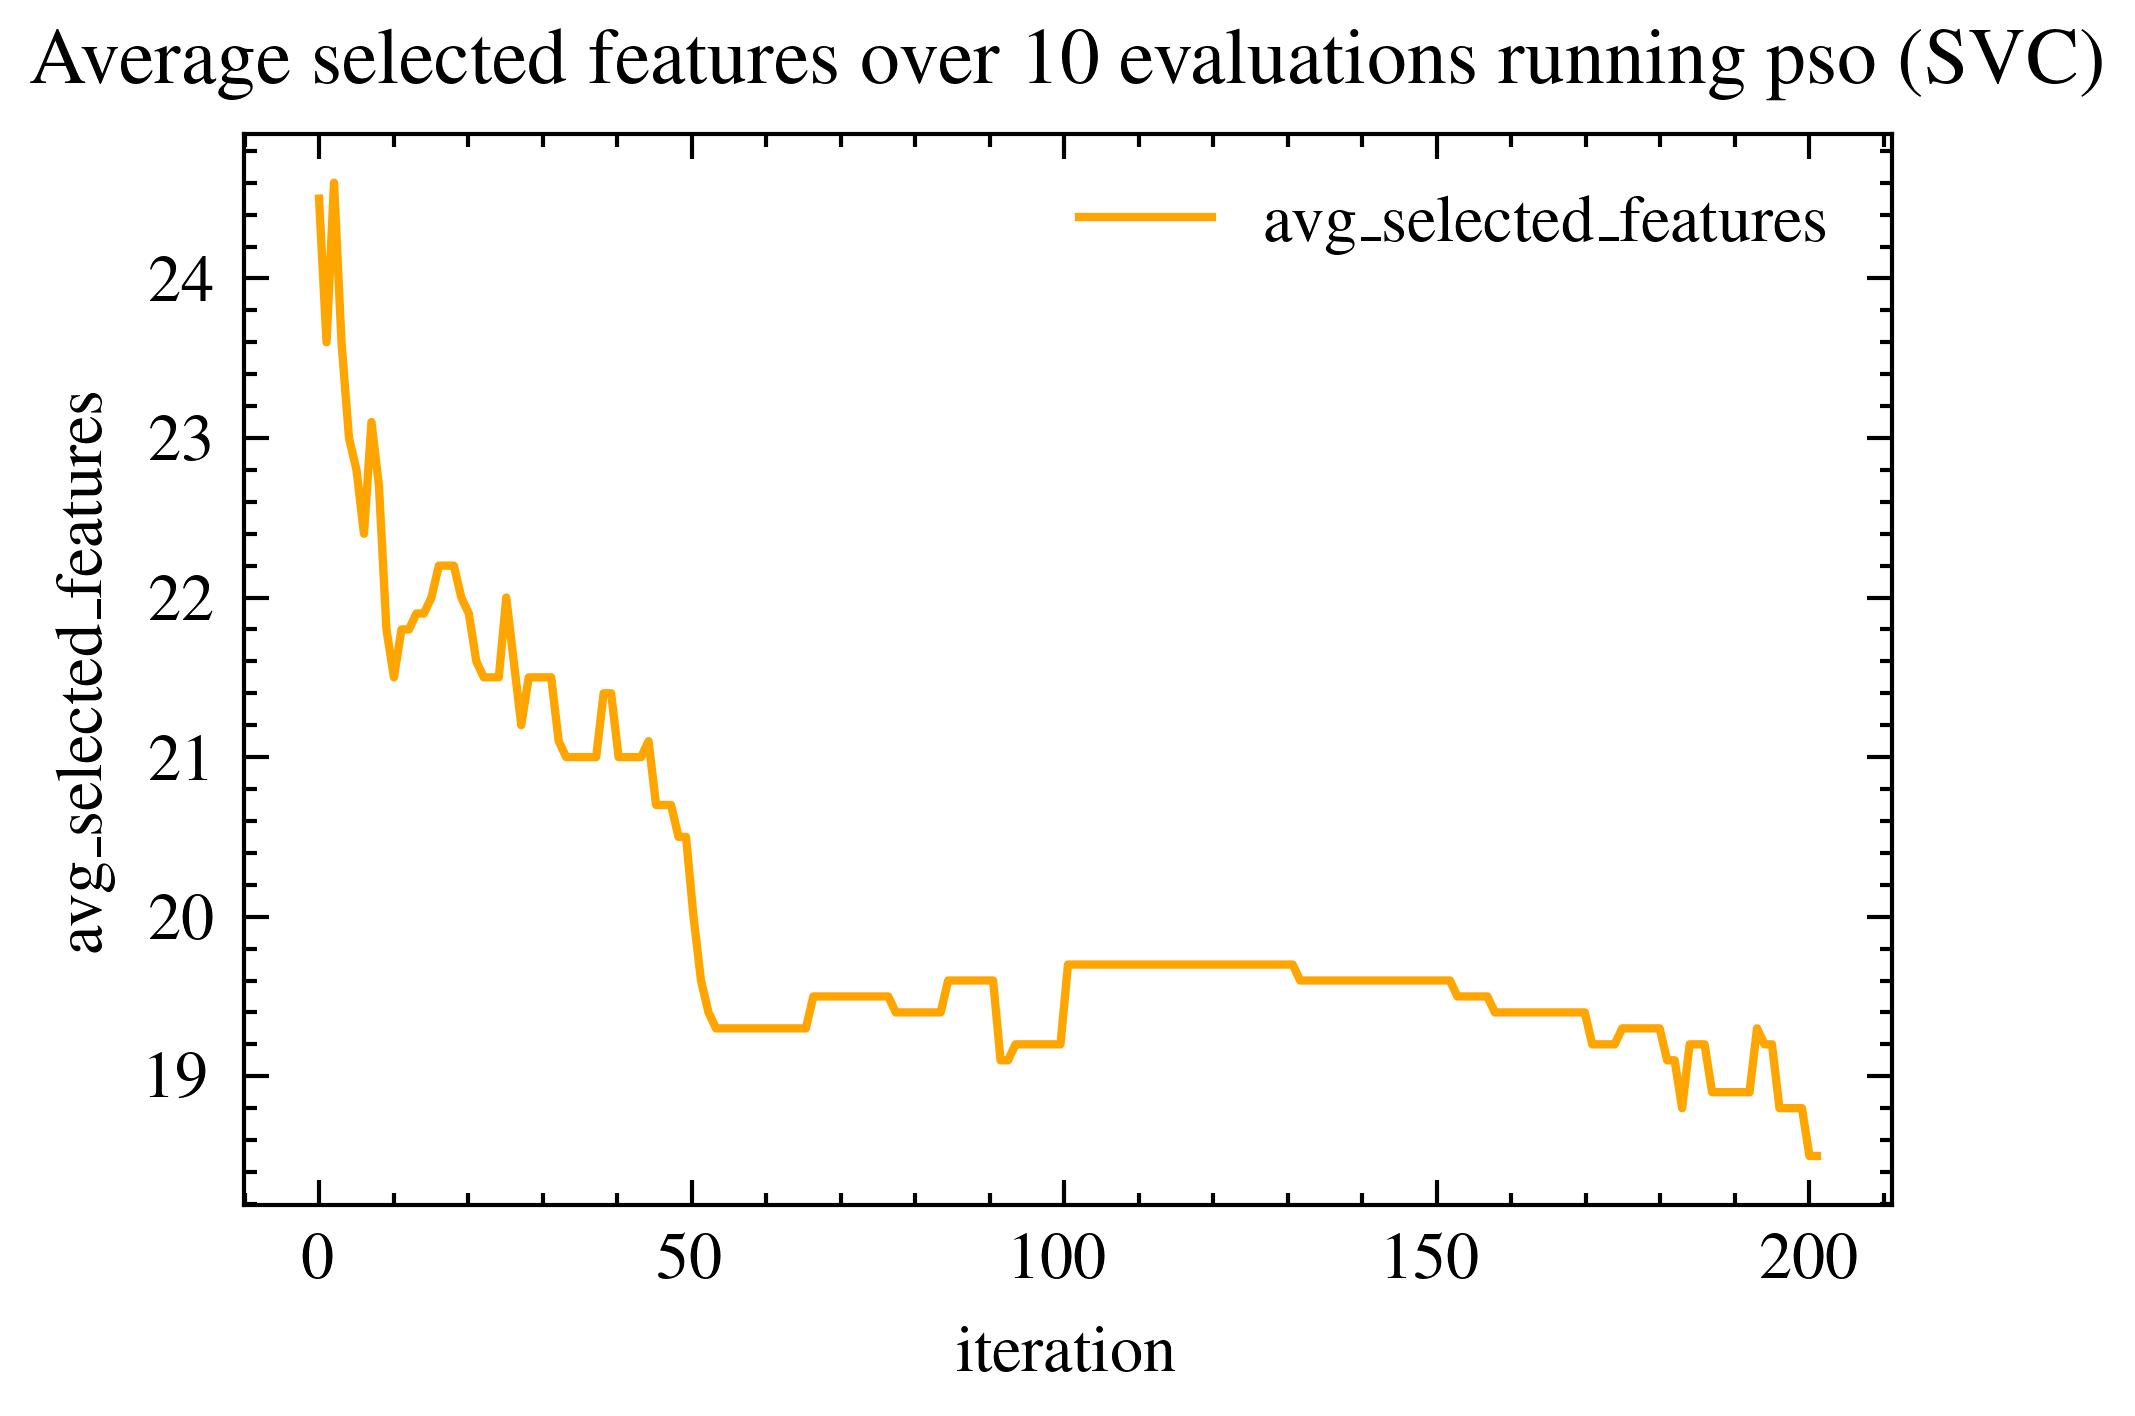 Average selected features over 10 evaluations running pso (SVC)
avg_selected_features
avg_selected_features
24
23
22
21
20
19
0 50 100 150 200
iteration